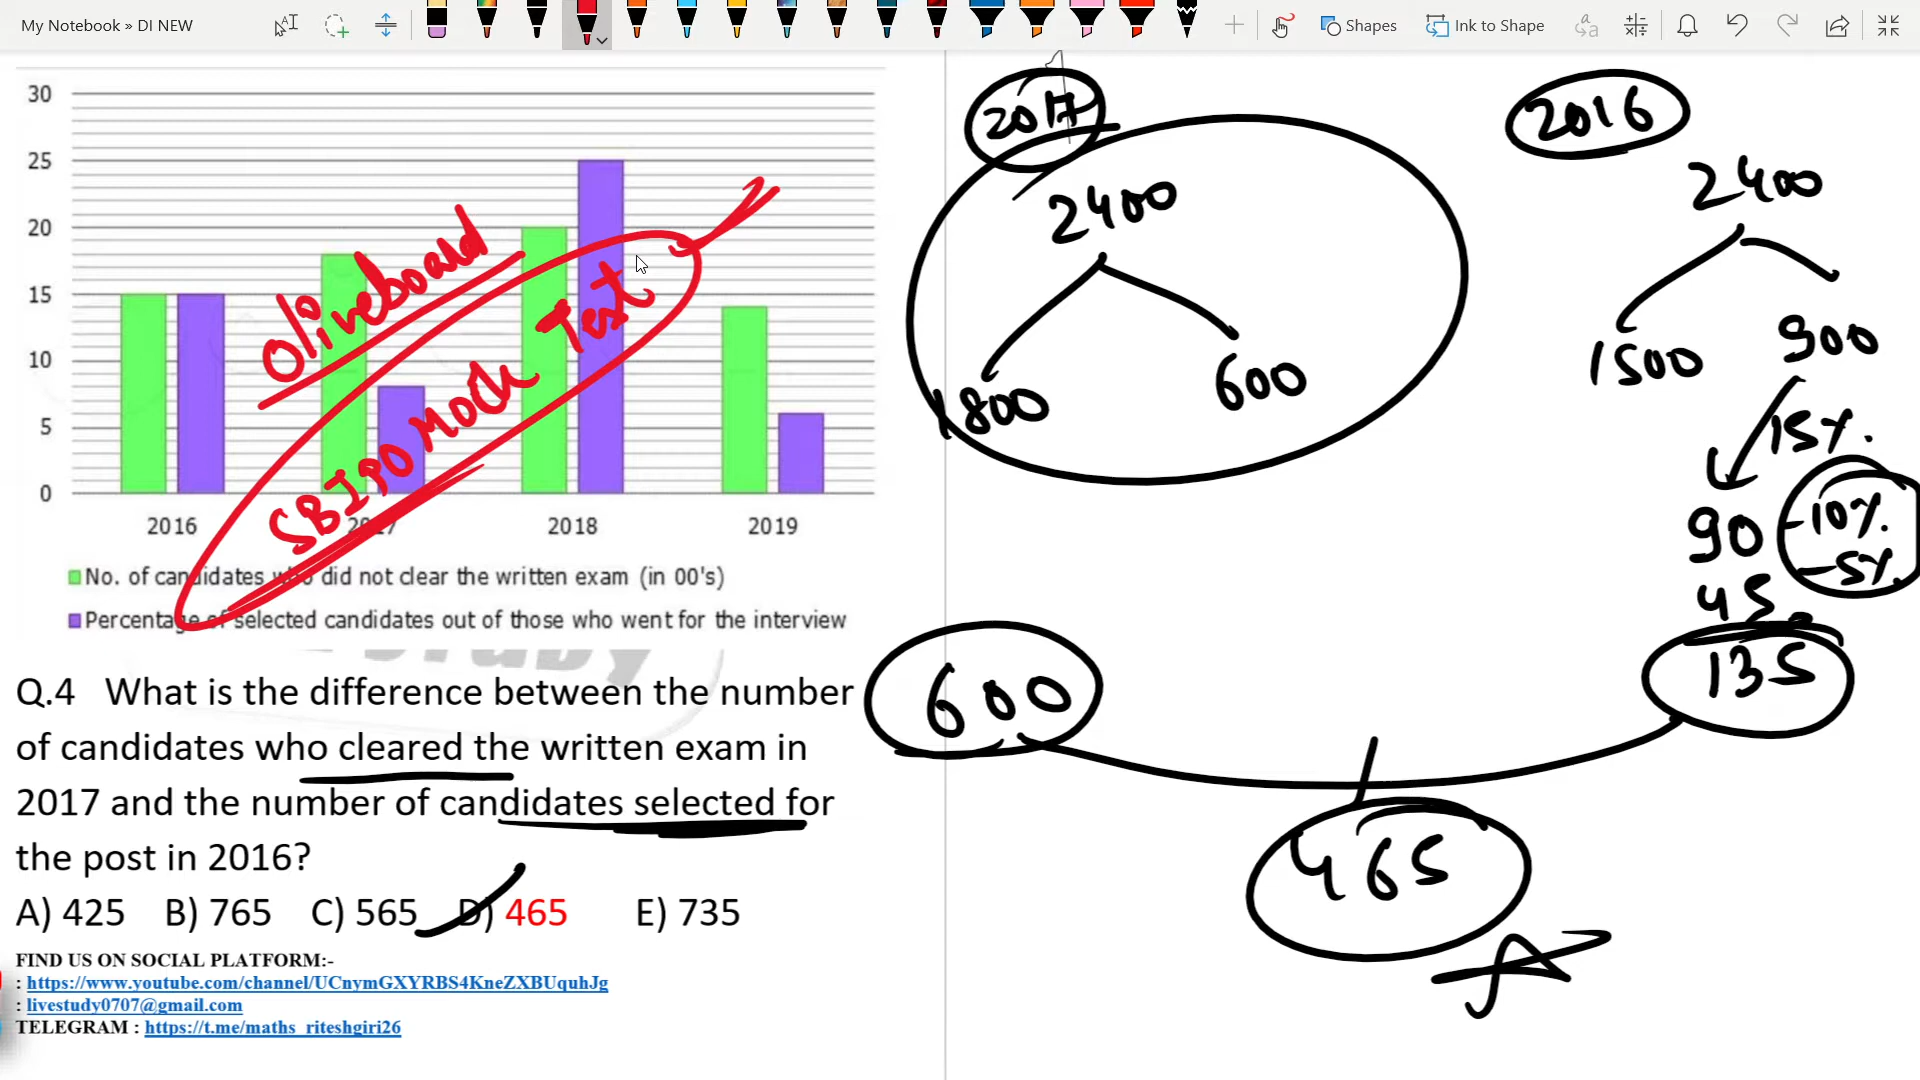 My Notebook » DI NEW
Shapes
Ink to Shape
30
25
20
15
10
5
0
2016
2017
2018
2019
Oliveboard
SBI PO Mock Test
No. of candidates who did not clear the written exam (in 00's)
Percentage of selected candidates out of those who went for the interview
Q.4 What is the difference between the number
of candidates who cleared the written exam in
2017 and the number of candidates selected for
the post in 2016?
A) 425 B) 765 C) 565 D) 465 E) 735
FIND US ON SOCIAL PLATFORM:-
: https://www.youtube.com/channel/UCnymGXYRBS4KneZXBUquhJg
: livestudy0707@gmail.com
TELEGRAM : https://t.me/maths_riteshgiri26
2017
2400
1800
600
2016
2400
1500
900
15%.
90 -10%.
45 -5%.
135
600
465